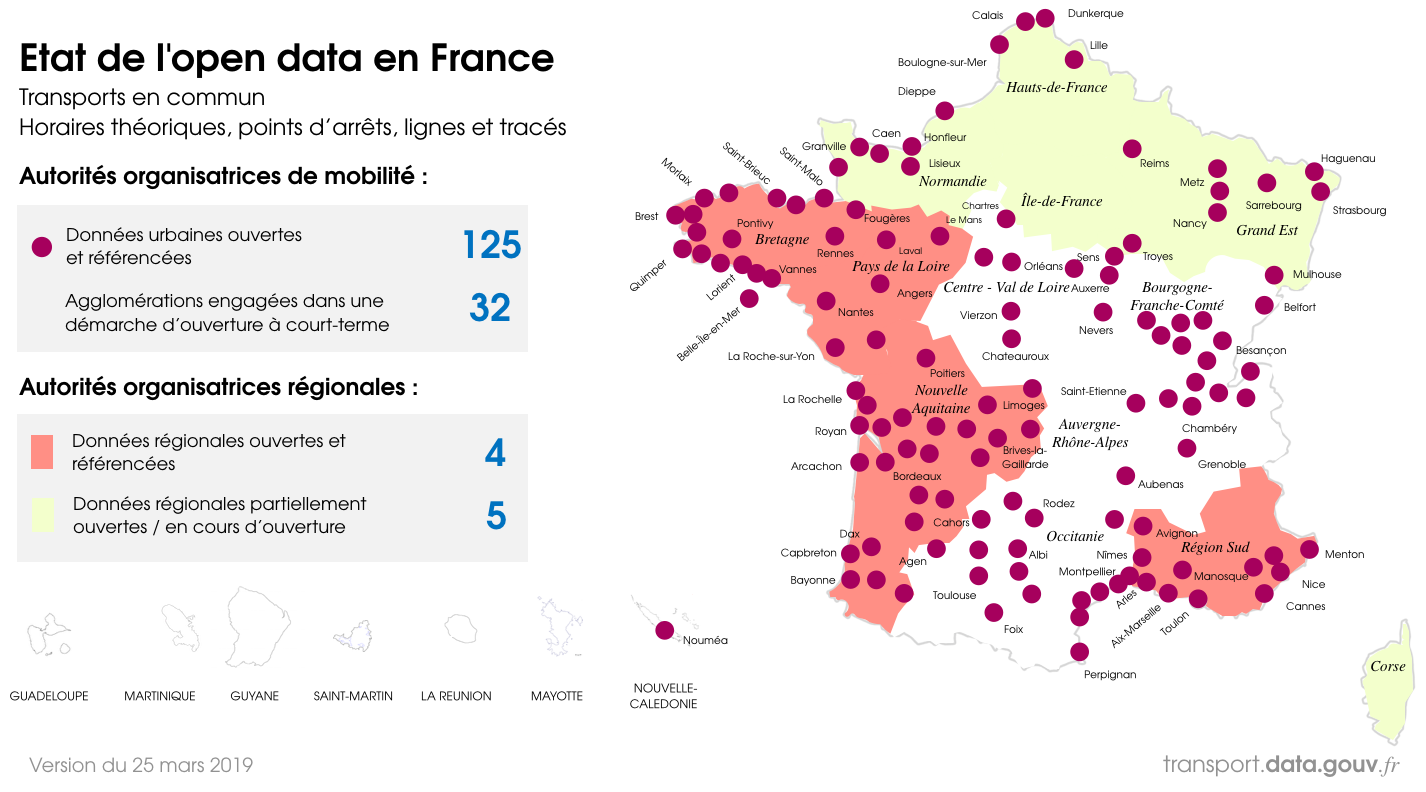 Etat de l'open data en France
Transports en commun
Horaires théoriques, points d'arrêts, lignes et tracés
Autorités organisatrices de mobilité :
Données urbaines ouvertes
et référencées
125
Agglomérations engagées dans une
démarche d'ouverture à court-terme
32
Autorités organisatrices régionales :
Données régionales ouvertes et
référencées
4
Données régionales partiellement
ouvertes / en cours d'ouverture
5
GUADELOUPE
MARTINIQUE
GUYANE
SAINT-MARTIN
LA REUNION
MAYOTTE
Nouméa
NOUVELLE-
CALEDONIE
Version du 25 mars 2019
Calais
Dunkerque
Lille
Boulogne-sur-Mer
Hauts-de-France
Dieppe
Caen
Honfleur
Granville
Lisieux
Normandie
Reims
Haguenau
Metz
Sarrebourg
Strasbourg
Nancy
Grand Est
Île-de-France
Chartres
Le Mans
Saint-Malo
Saint-Brieuc
Morlaix
Brest
Pontivy
Bretagne
Fougères
Rennes
Laval
Pays de la Loire
Quimper
Lorient
Vannes
Belle-Île-en-Mer
Angers
Nantes
Orléans
Sens
Troyes
Centre - Val de Loire
Auxerre
Bourgogne-
Franche-Comté
Mulhouse
Belfort
Vierzon
Nevers
Chateauroux
Besançon
La Roche-sur-Yon
Poitiers
Nouvelle
Aquitaine
Limoges
Saint-Etienne
La Rochelle
Royan
Auvergne-
Rhône-Alpes
Chambéry
Brives-la-
Gaillarde
Grenoble
Arcachon
Bordeaux
Aubenas
Rodez
Cahors
Occitanie
Avignon
Région Sud
Dax
Capbreton
Agen
Albi
Nîmes
Menton
Bayonne
Montpellier
Manosque
Nice
Toulouse
Arles
Aix-Marseille
Toulon
Cannes
Foix
Perpignan
Corse
transport.data.gouv.fr